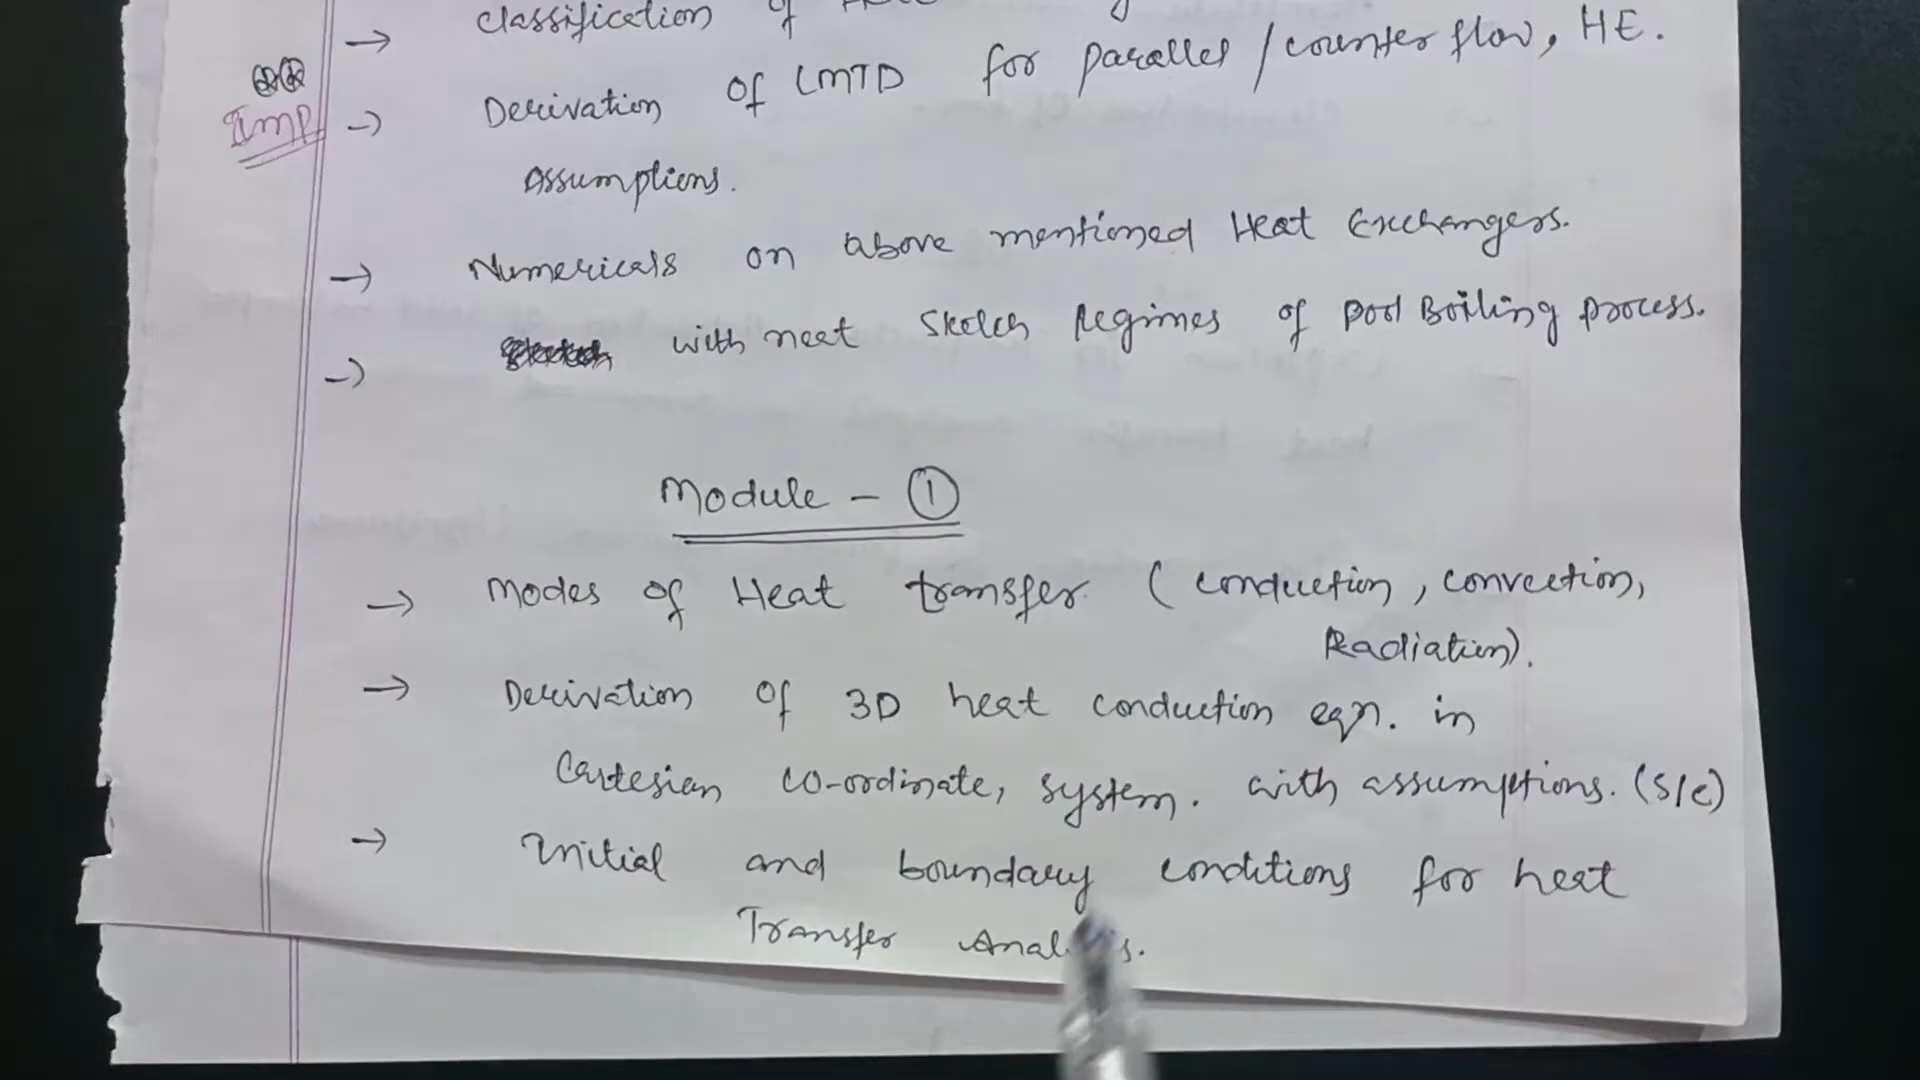 → classification of
Imp → Derivation of LMTD for parallel / counter flow, HE.
Assumptions.
→ Numericals on above mentioned Heat Exchangers.
→ with neat Sketch Regimes of pool Boiling process.
Module - ①
→ Modes of Heat transfer (conduction, convection,
Radiation).
→ Derivation of 3D heat conduction eqn. in
Cartesian co-ordinate, system. with assumptions. (S/C)
→ Initial and boundary conditions for heat
Transfer